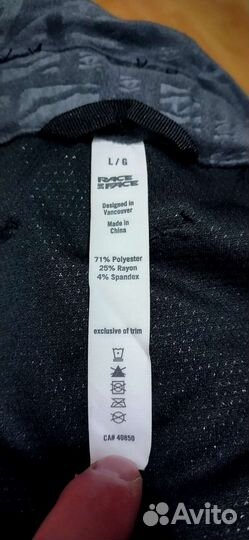 L / G
RACE FACE
Designed in
Vancouver
Made in
China
71% Polyester
25% Rayon
4% Spandex
exclusive of trim
CA# 40850
Avito